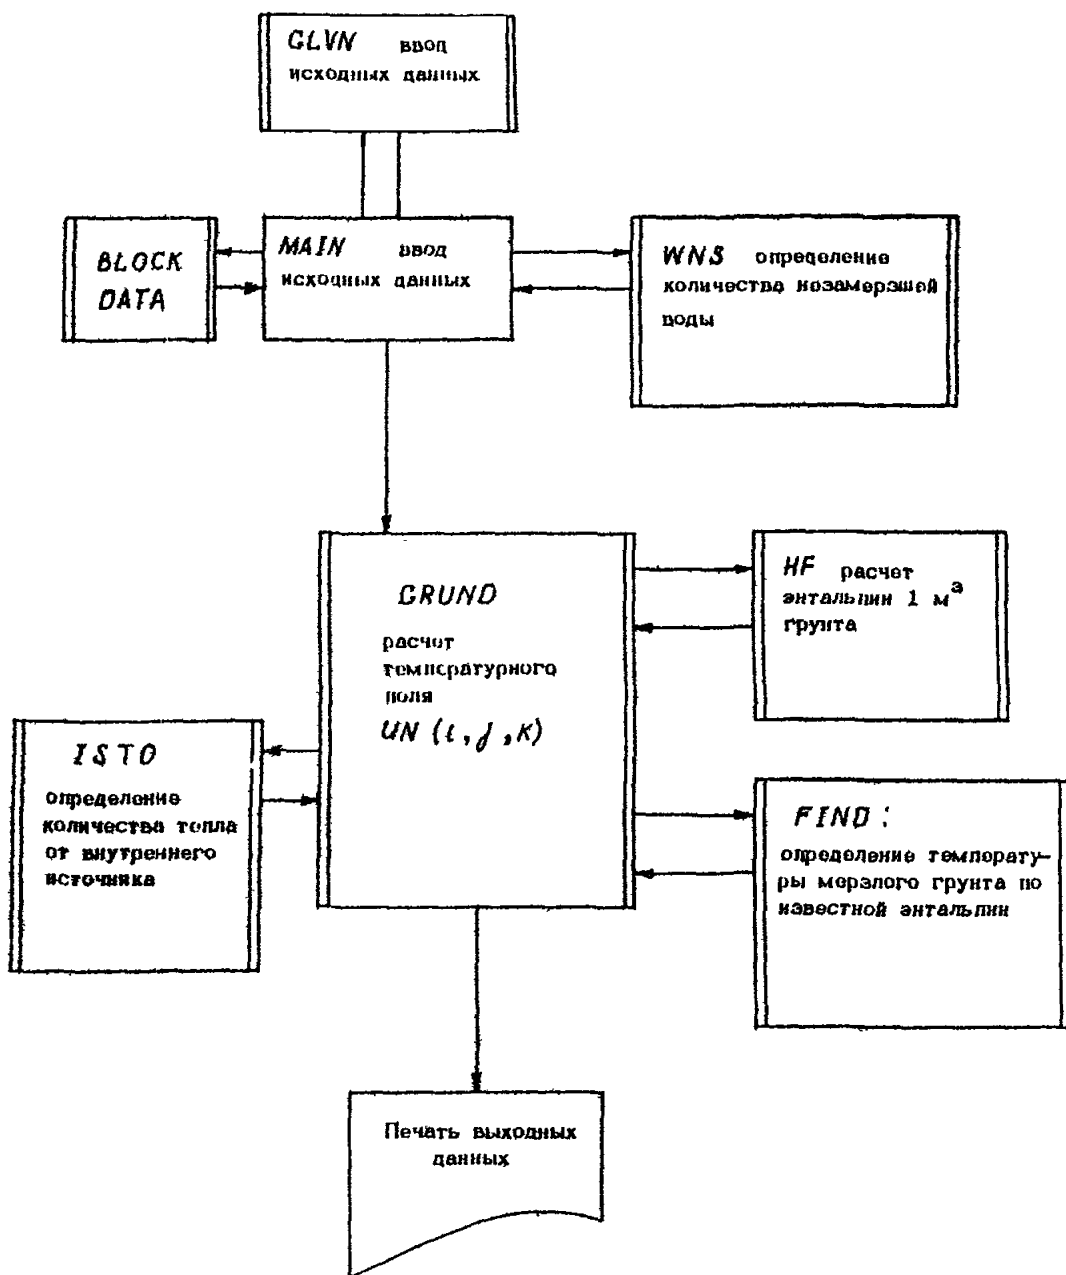 GLVN ввод
исходных данных
BLOCK
DATA
MAIN ввод
исходных данных
WNS определение
количества незамерзшей
воды
GRUND
расчет
температурного
поля
UN (i, j, K)
HF расчет
энтальпии 1 м³
грунта
ISTO
определение
количества тепла
от внутреннего
источника
FIND:
определение температу-
ры мерзлого грунта по
известной энтальпии
Печать выходных
данных